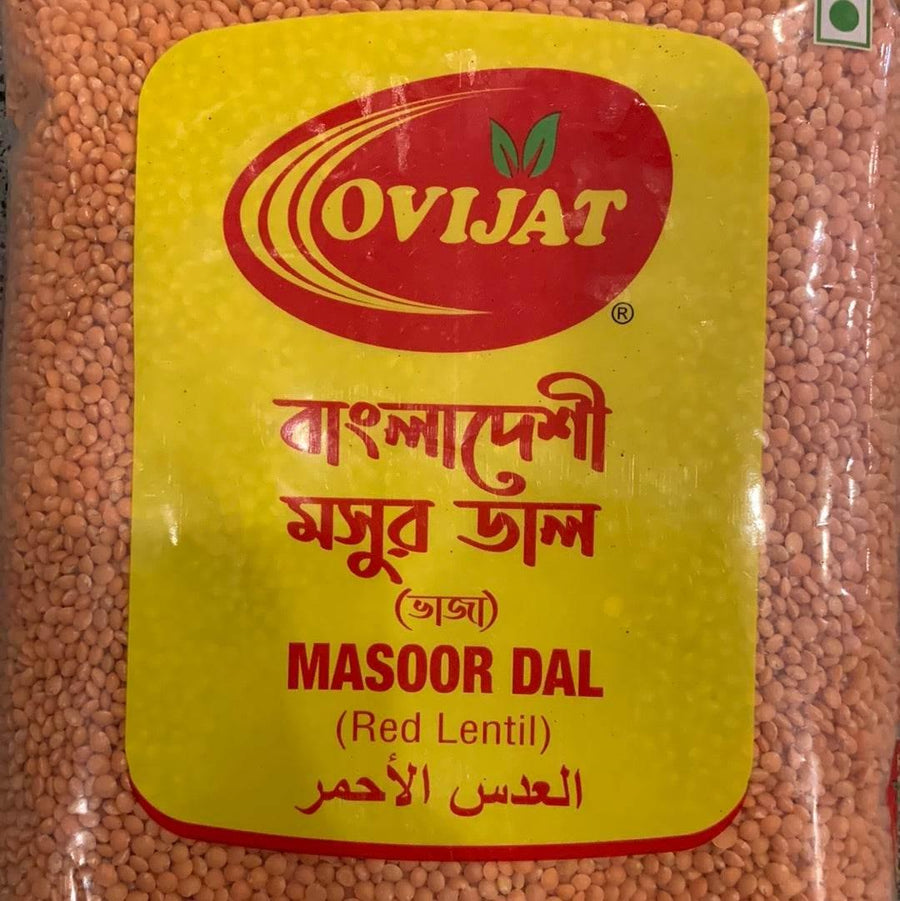 OVIJAT
®
বাংলাদেশী
মসুর ডাল
(ভাজা)
MASOOR DAL
(Red Lentil)
العدس الأحمر